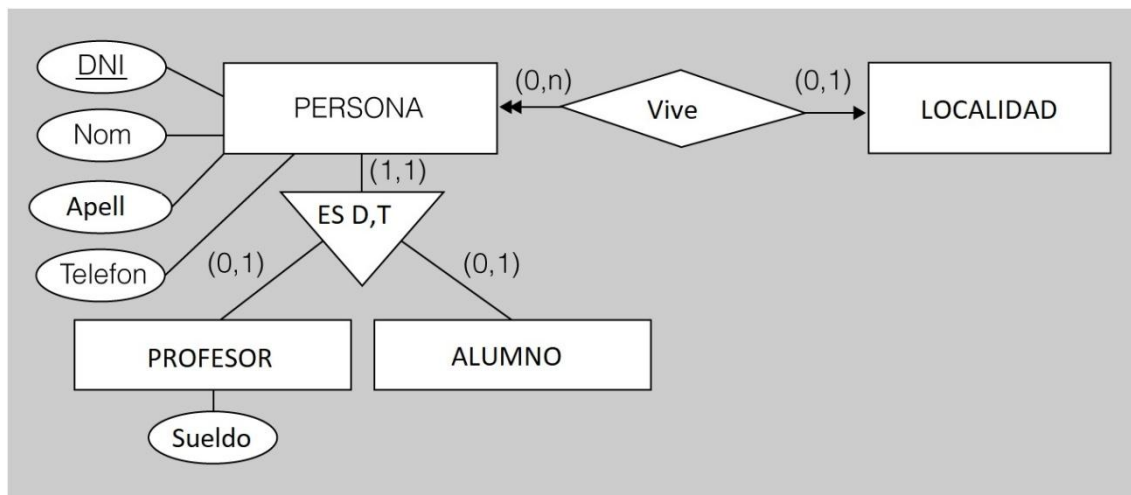 DNI
Nom
Apell
Telefon
PERSONA
(0,n)
Vive
(0,1)
LOCALIDAD
(1,1)
ES D,T
(0,1)
(0,1)
PROFESOR
ALUMNO
Sueldo